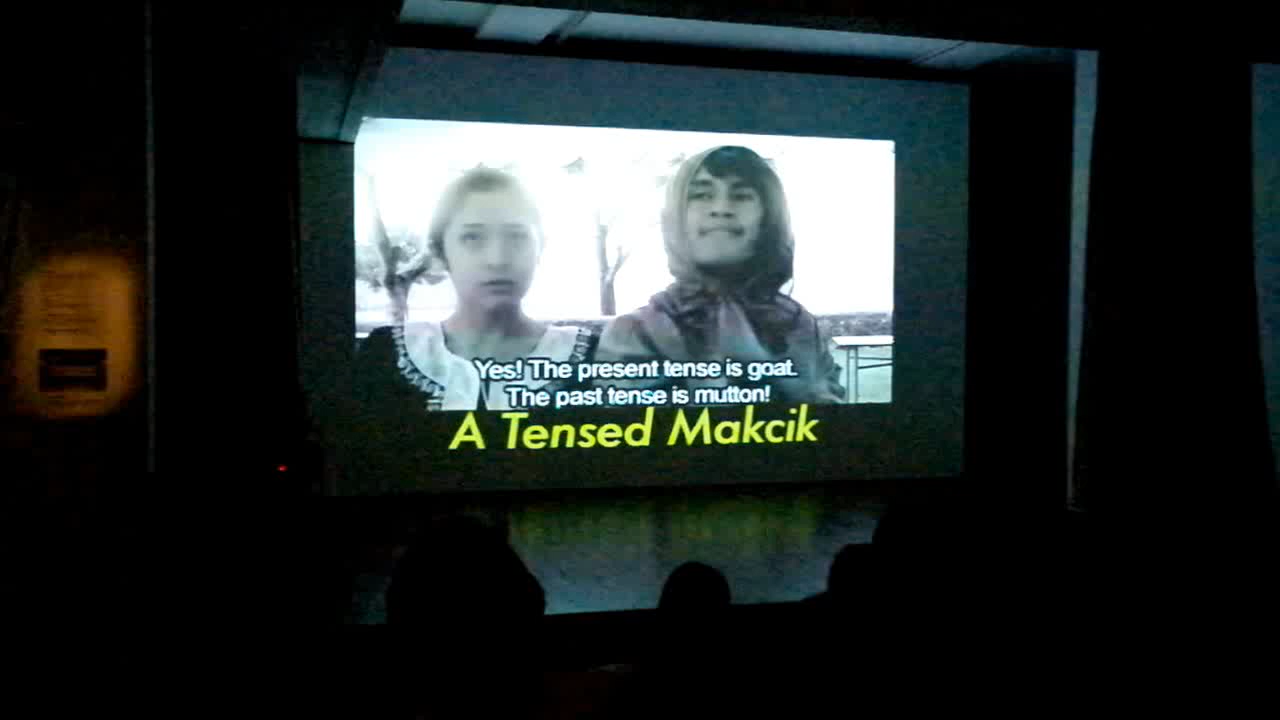 Yes! The present tense is goat.
The past tense is mutton!
A Tensed Makcik